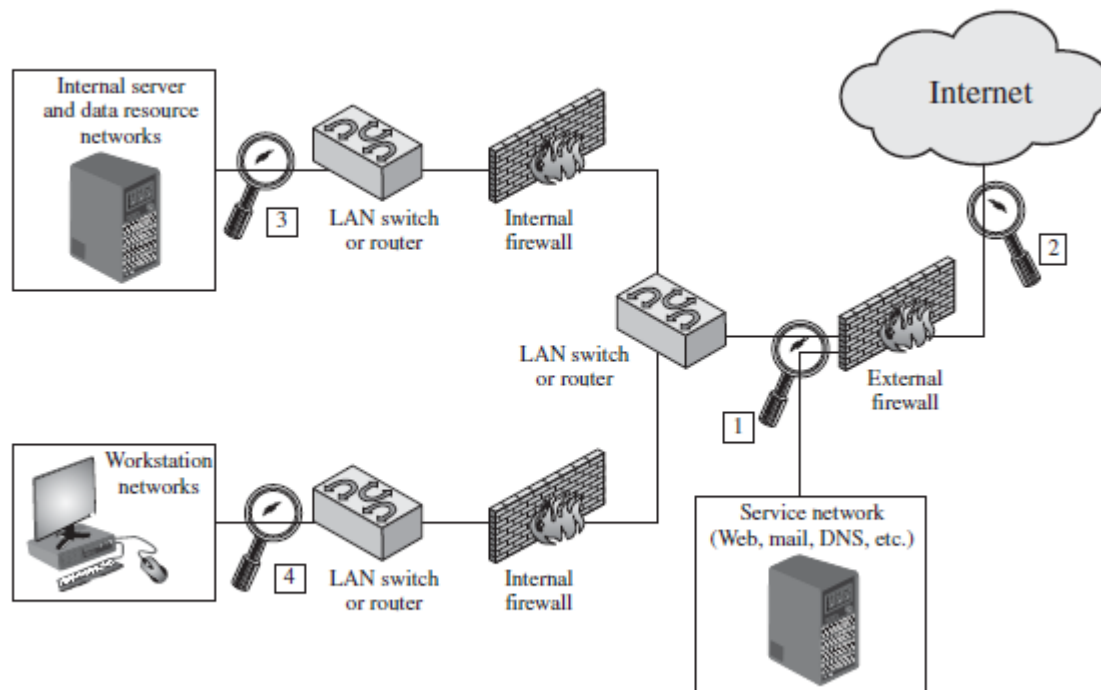 Internal server
and data resource
networks
3
LAN switch
or router
Internal
firewall
Internet
2
LAN switch
or router
1
External
firewall
Workstation
networks
4
LAN switch
or router
Internal
firewall
Service network
(Web, mail, DNS, etc.)